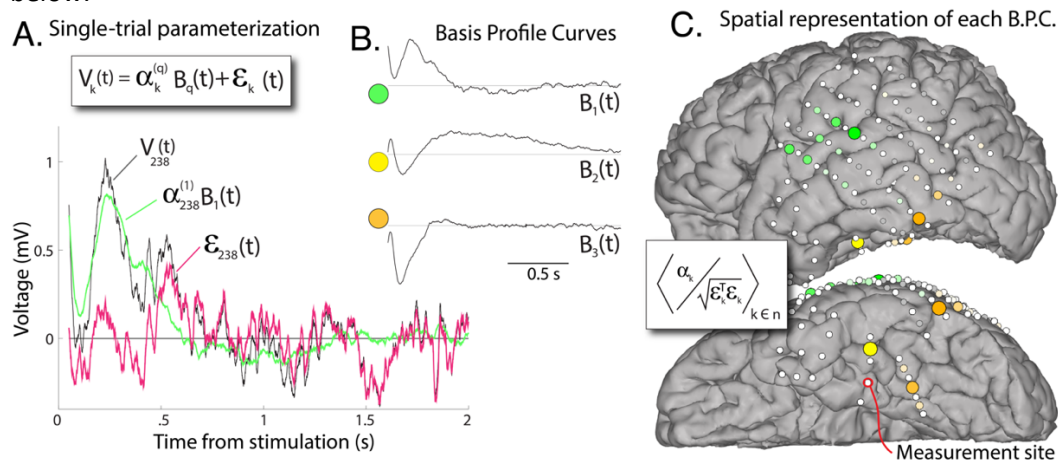 below.
A. Single-trial parameterization
V_k(t) = α_k^(q) B_q(t) + ε_k (t)
V_238(t)
α_238^(1) B_1(t)
ε_238(t)
Voltage (mV)
1
0.5
0
0 .5 1 1.5 2
Time from stimulation (s)
B. Basis Profile Curves
B_1(t)
B_2(t)
B_3(t)
0.5 s
C. Spatial representation of each B.P.C.
⟨ α_k / √(ε_k^T ε_k) ⟩_k ∈ n
Measurement site